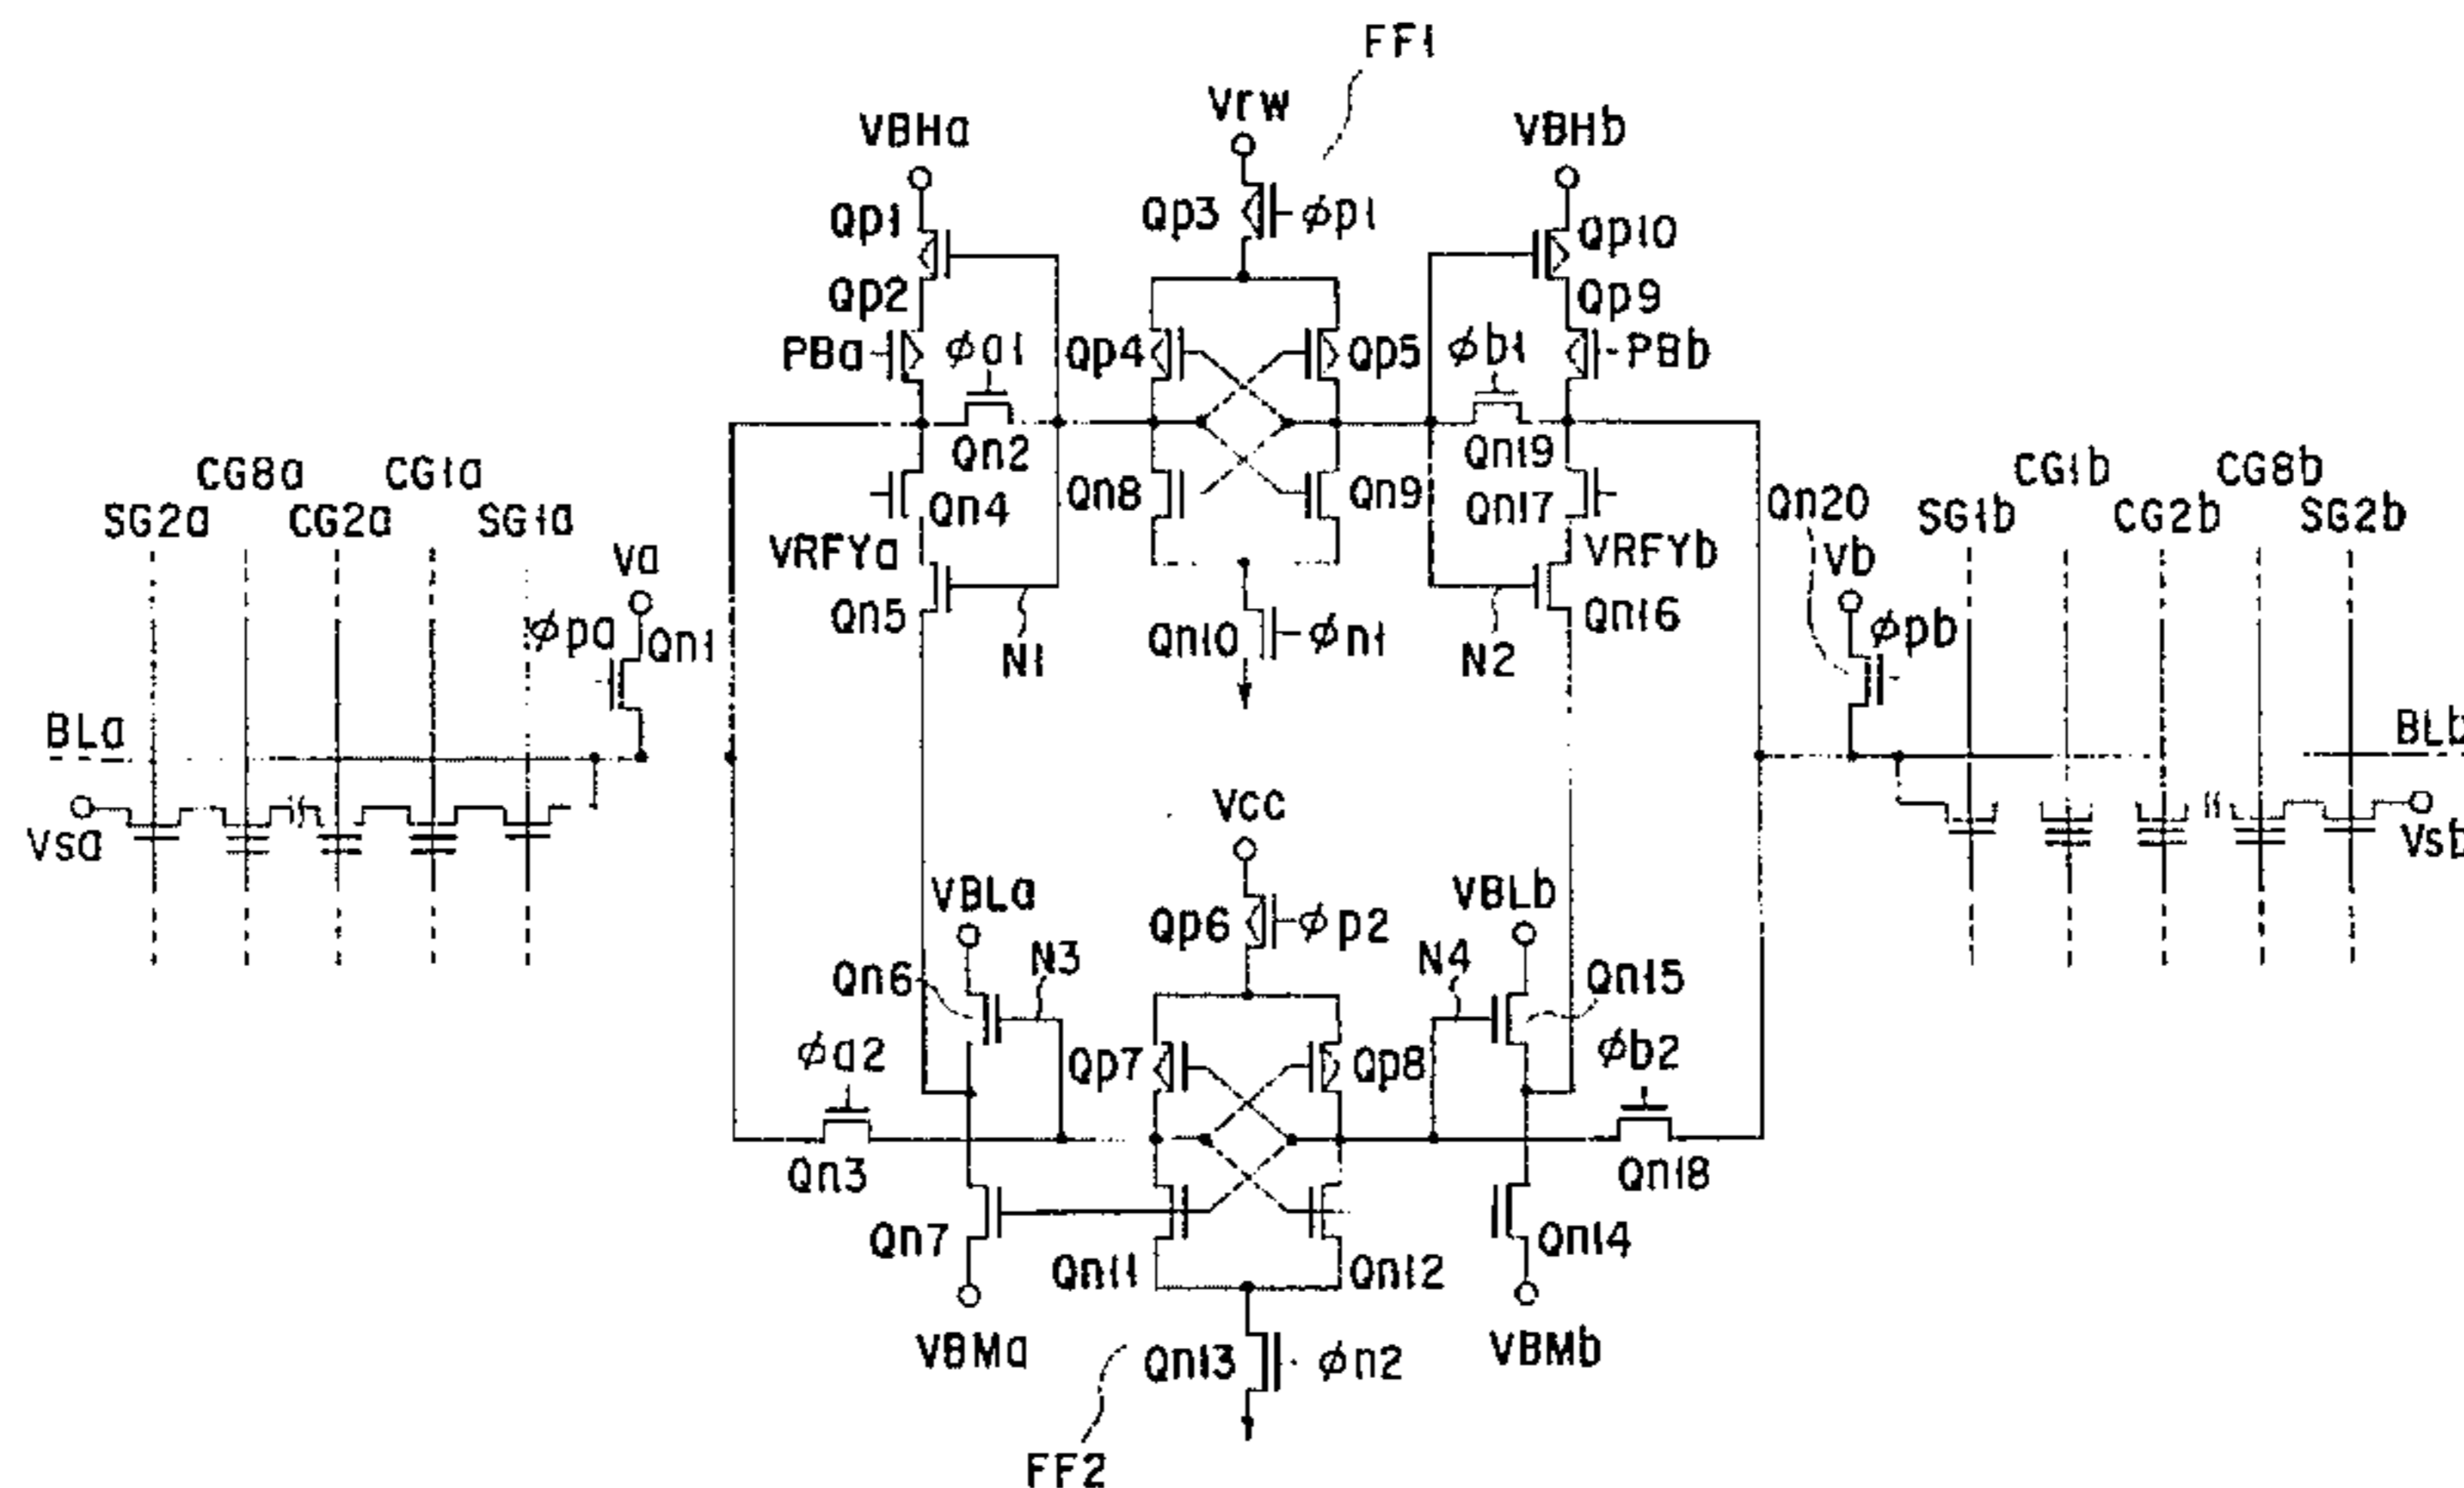 FF1
Vrw
VBHa
VBHb
Qp1
Qp3
φp1
Qp10
Qp2
Qp9
PBa
φa1
Qp4
Qp5
φb1
PBb
Qn2
Qn19
CG8a
CG1a
CG1b
CG8b
SG2a
CG2a
SG1a
Qn4
Qn8
Qn9
Qn17
Qn20
SG1b
CG2b
SG2b
Va
VRFYa
VRFYb
Vb
φpa
Qn1
Qn5
N1
Qn10
φn1
N2
Qn16
φpb
BLa
BLb
Vsa
Vcc
Vsb
VBLa
VBLb
Qp6
φp2
Qn6
N3
N4
Qn15
φa2
Qp7
Qp8
φb2
Qn3
Qn18
Qn7
Qn11
Qn12
Qn14
VBMa
Qn13
φn2
VBMb
FF2